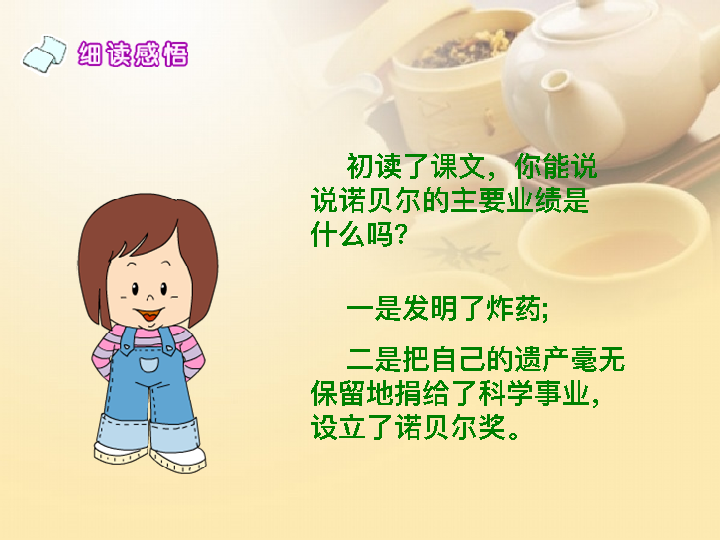 细读感悟
初读了课文，你能说
说诺贝尔的主要业绩是
什么吗?
一是发明了炸药;
二是把自己的遗产毫无
保留地捐给了科学事业，
设立了诺贝尔奖。